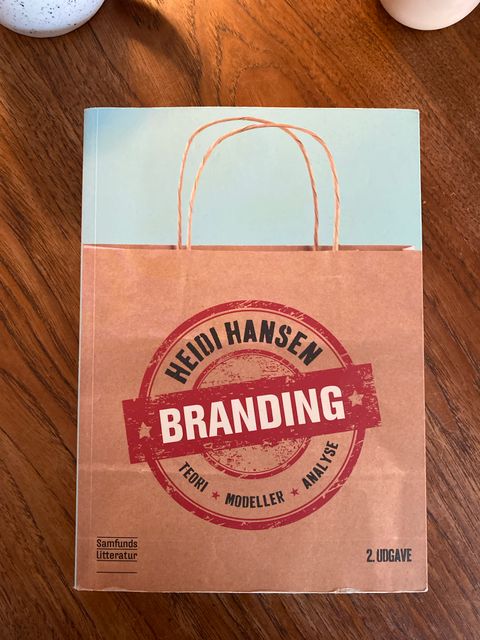 HEIDI HANSEN
BRANDING
TEORI ★ MODELLER ★ ANALYSE
Samfunds
Litteratur
2. UDGAVE